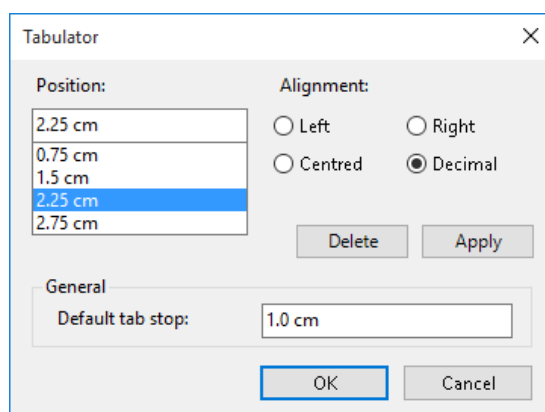 Tabulator
Position:
Alignment:
2.25 cm
0.75 cm
1.5 cm
2.25 cm
2.75 cm
Left
Right
Centred
Decimal
Delete
Apply
General
Default tab stop:
1.0 cm
OK
Cancel